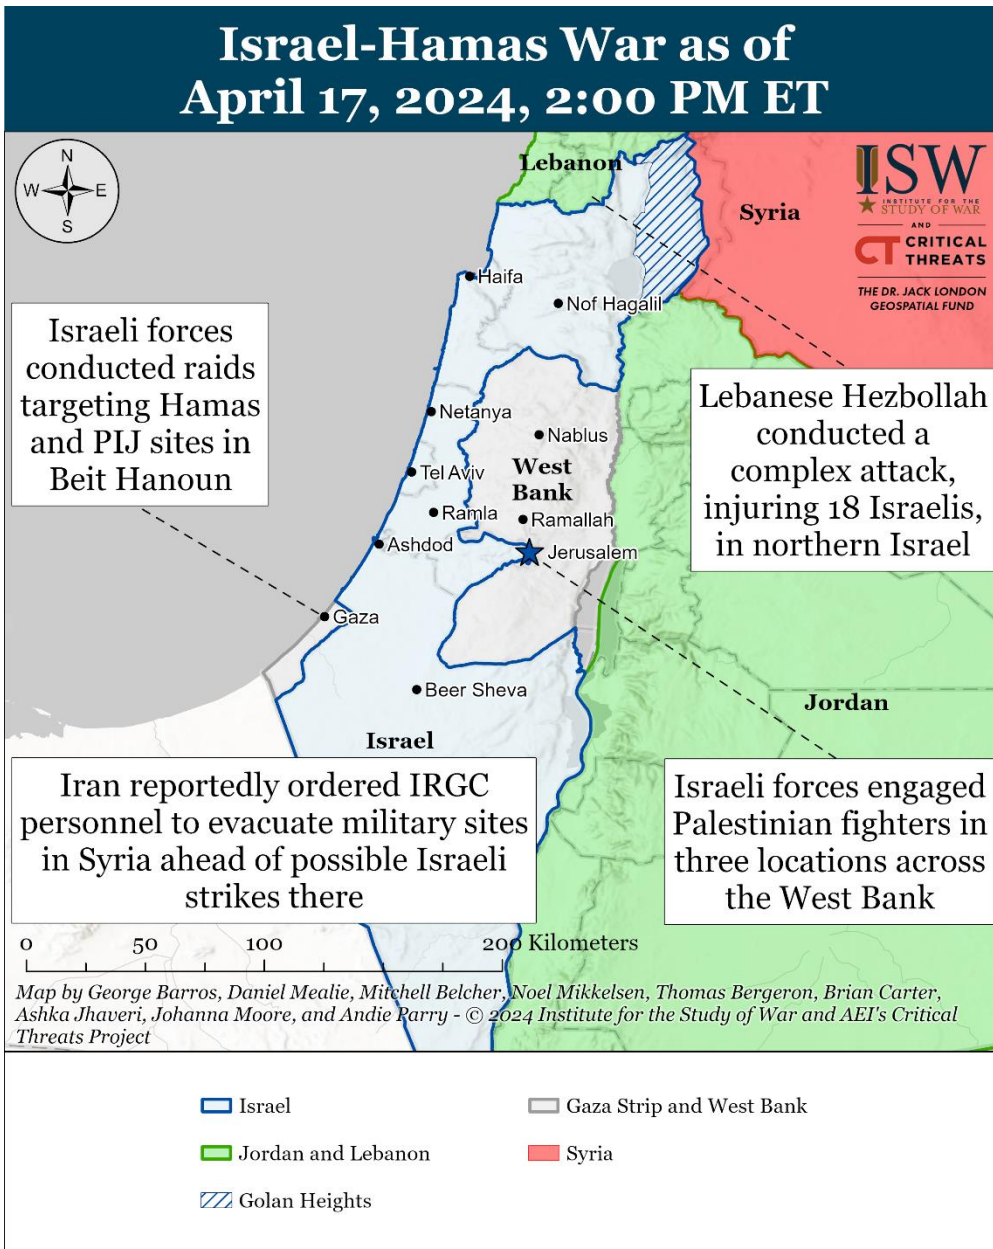 Israel-Hamas War as of
April 17, 2024, 2:00 PM ET
N
W
E
S
Lebanon
Syria
ISW
INSTITUTE FOR THE
STUDY OF WAR
AND
CT CRITICAL
THREATS
THE DR. JACK LONDON
GEOSPATIAL FUND
Haifa
Nof Hagalil
Israeli forces
conducted raids
targeting Hamas
and PIJ sites in
Beit Hanoun
Lebanese Hezbollah
conducted a
complex attack,
injuring 18 Israelis,
in northern Israel
Netanya
Nablus
West
Bank
Tel Aviv
Ramla
Ramallah
Ashdod
Jerusalem
Gaza
Beer Sheva
Jordan
Israel
Iran reportedly ordered IRGC
personnel to evacuate military sites
in Syria ahead of possible Israeli
strikes there
Israeli forces engaged
Palestinian fighters in
three locations across
the West Bank
0 50 100 200 Kilometers
Map by George Barros, Daniel Mealie, Mitchell Belcher, Noel Mikkelsen, Thomas Bergeron, Brian Carter,
Ashka Jhaveri, Johanna Moore, and Andie Parry - © 2024 Institute for the Study of War and AEI's Critical
Threats Project
Israel
Gaza Strip and West Bank
Jordan and Lebanon
Syria
Golan Heights